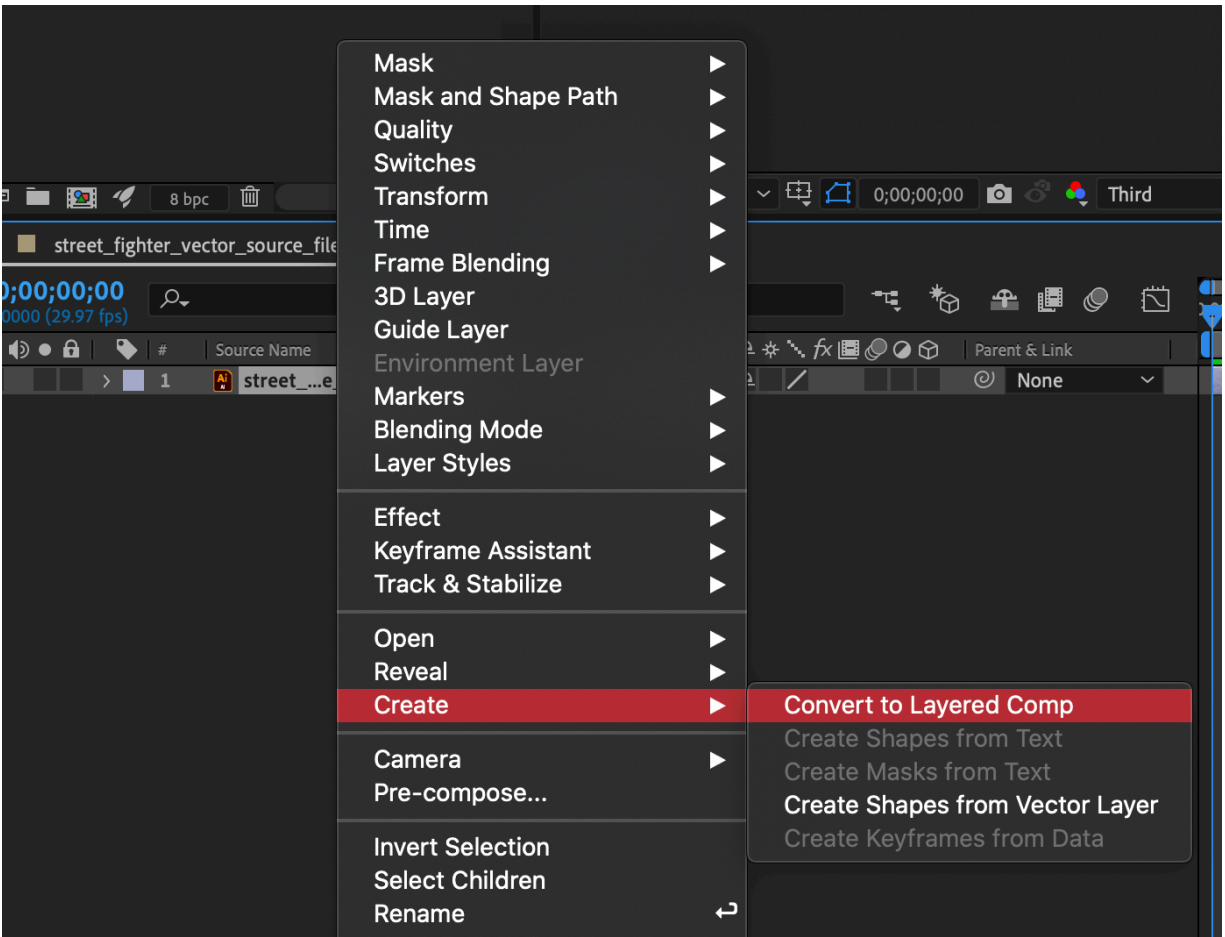 Mask
Mask and Shape Path
Quality
Switches
Transform
Time
Frame Blending
3D Layer
Guide Layer
Environment Layer
Markers
Blending Mode
Layer Styles
Effect
Keyframe Assistant
Track & Stabilize
Open
Reveal
Create
Camera
Pre-compose...
Invert Selection
Select Children
Rename
Convert to Layered Comp
Create Shapes from Text
Create Masks from Text
Create Shapes from Vector Layer
Create Keyframes from Data
8 bpc
0;00;00;00
Third
street_fighter_vector_source_file
0;00;00;00
0000 (29.97 fps)
# Source Name
fx Parent & Link
1 Ai street_...e_
None